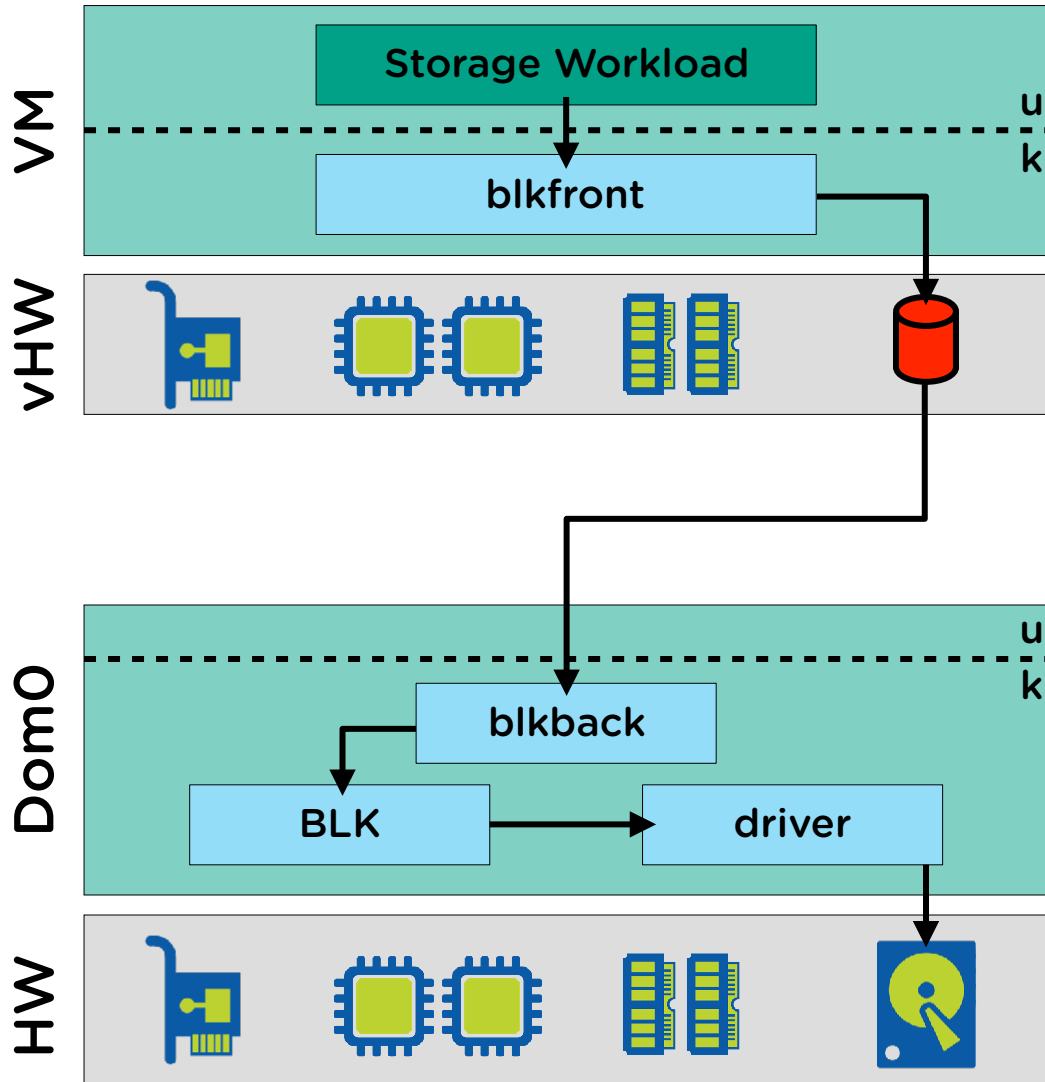 VM
Storage Workload
u
k
blkfront
vHW
Dom0
u
k
blkback
BLK
driver
HW